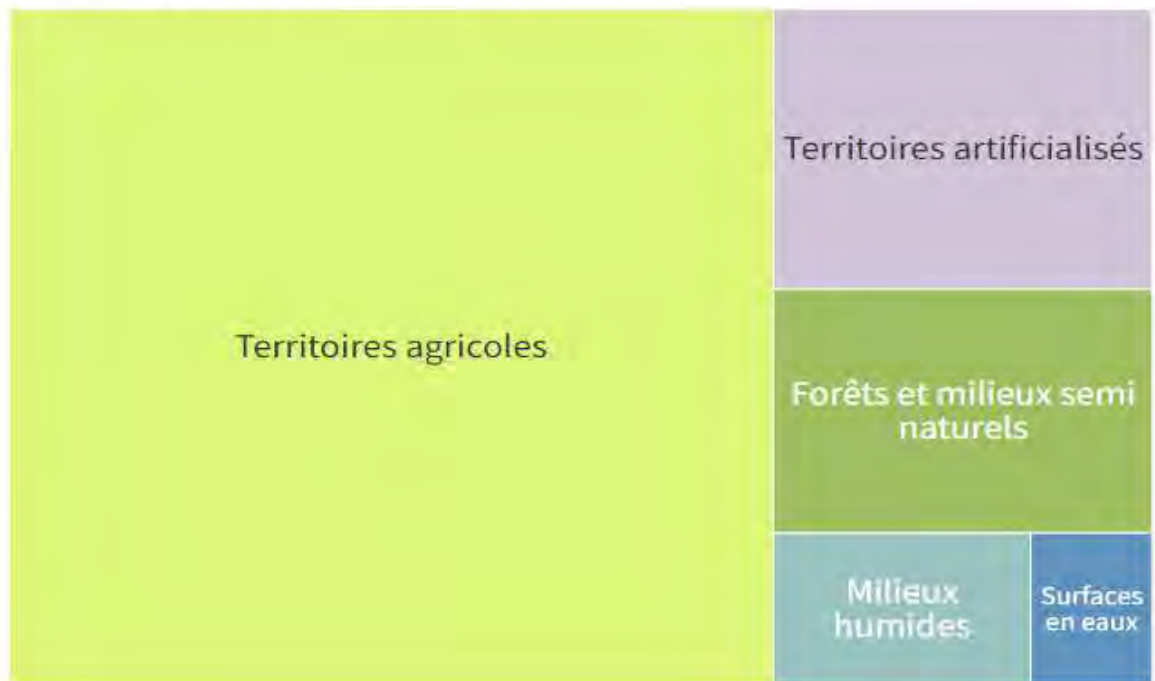 Territoires artificialisés
Territoires agricoles
Forêts et milieux semi
naturels
Milieux
humides
Surfaces
en eaux